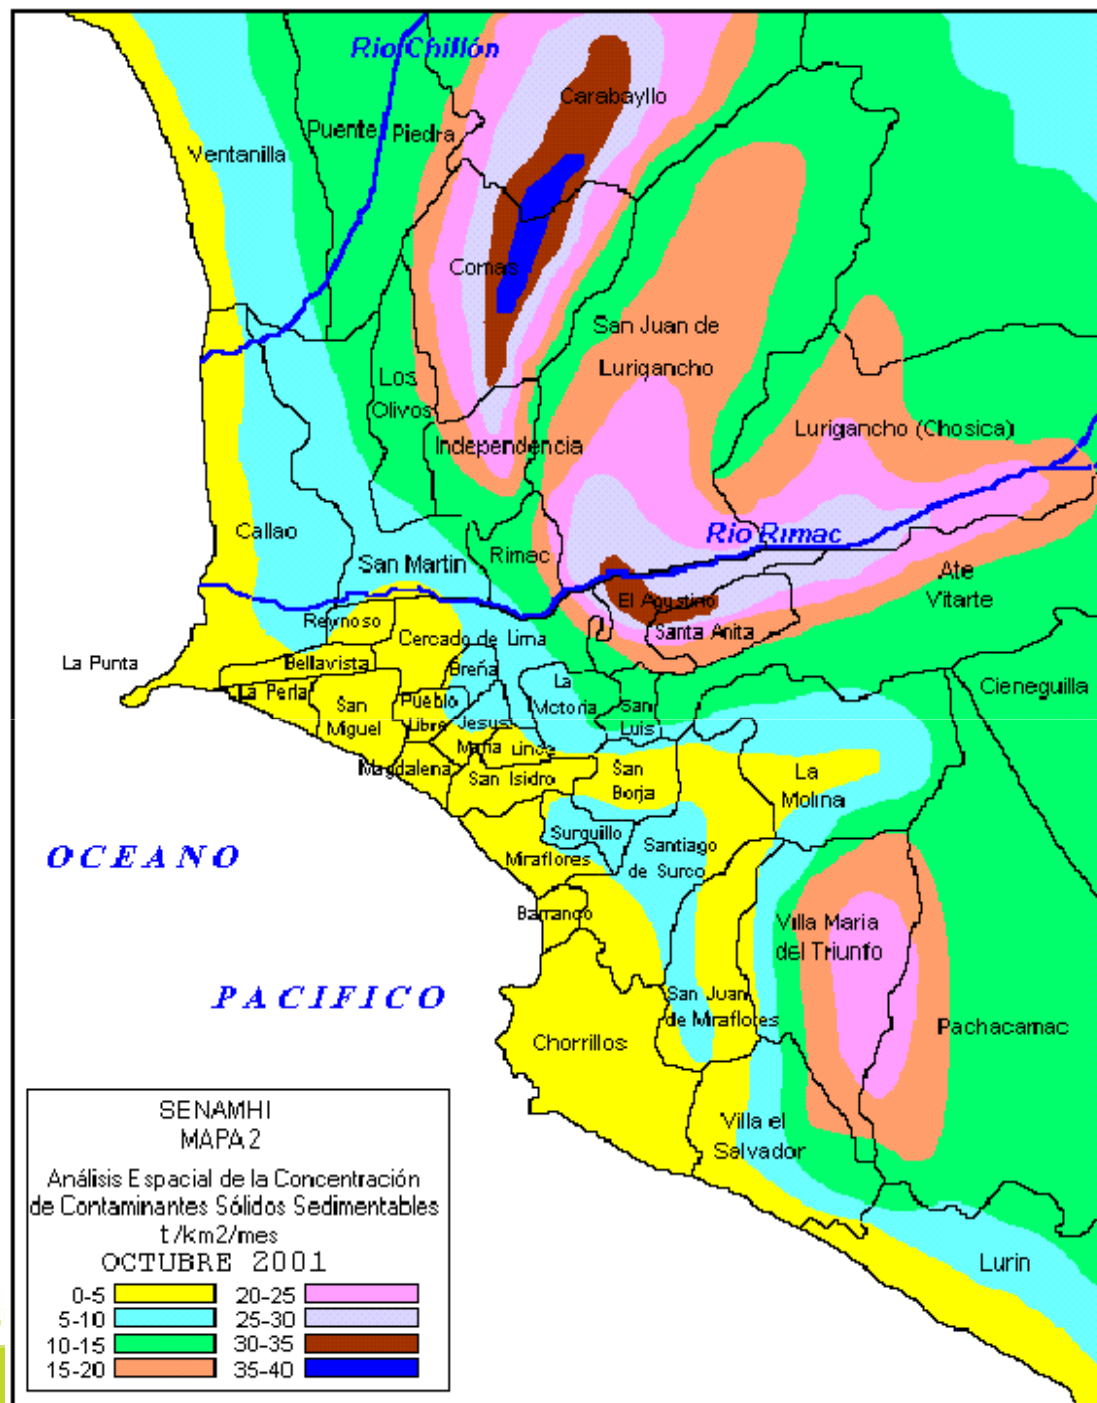 Rio Chillón
Carabayllo
Puente Piedra
Ventanilla
Comas
San Juan de
Lurigancho
Los
Olivos
Independencia
Lurigancho (Chosica)
Callao
San Martin
Rimac
Rio Rimac
Ate
Vitarte
El Agustino
Santa Anita
Reynoso
Cercado de Lima
La Punta
Bellavista
Breña
La
Victoria
Cieneguilla
La Perla
San
Miguel
Pueblo
Libre
Jesus
Maria
Lince
San
Luis
Magdalena
San Isidro
San
Borja
La
Molina
OCEANO
Surguillo
Miraflores
Santiago
de Surco
Barranco
Villa Maria
del Triunfo
PACIFICO
San Juan
de Miraflores
Chorrillos
Pachacamac
Villa el
Salvador
Lurin
SENAMHI
MAPA 2
Análisis Espacial de la Concentración
de Contaminantes Sólidos Sedimentables
t/km2/mes
OCTUBRE 2001
0-5 20-25
5-10 25-30
10-15 30-35
15-20 35-40